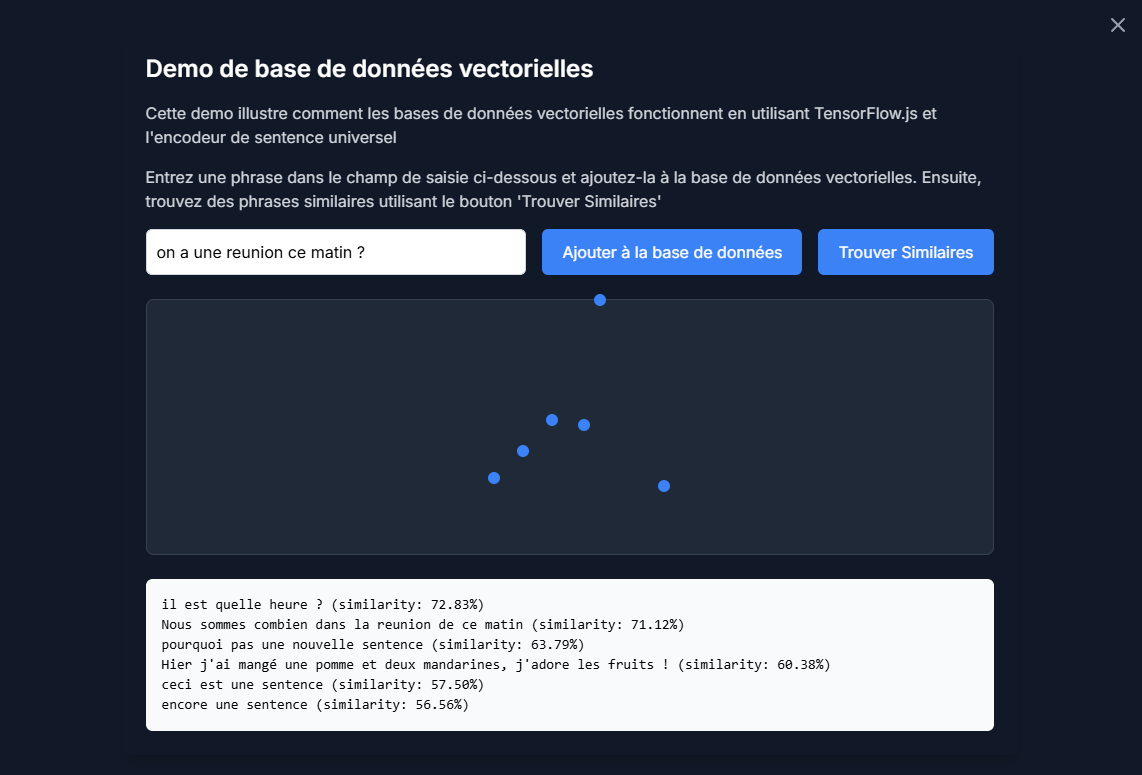 Demo de base de données vectorielles
Cette demo illustre comment les bases de données vectorielles fonctionnent en utilisant TensorFlow.js et
l'encodeur de sentence universel
Entrez une phrase dans le champ de saisie ci-dessous et ajoutez-la à la base de données vectorielles. Ensuite,
trouvez des phrases similaires utilisant le bouton 'Trouver Similaires'
on a une reunion ce matin ?
Ajouter à la base de données
Trouver Similaires
il est quelle heure ? (similarity: 72.83%)
Nous sommes combien dans la reunion de ce matin (similarity: 71.12%)
pourquoi pas une nouvelle sentence (similarity: 63.79%)
Hier j'ai mangé une pomme et deux mandarines, j'adore les fruits ! (similarity: 60.38%)
ceci est une sentence (similarity: 57.50%)
encore une sentence (similarity: 56.56%)